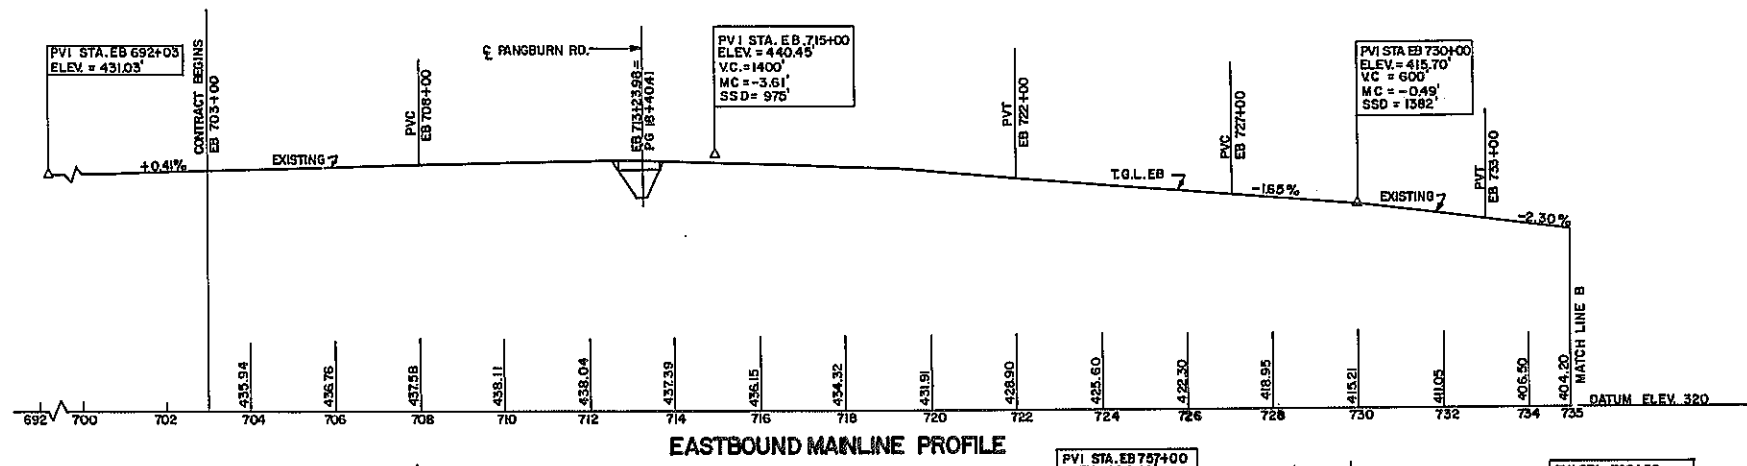 PVI STA. EB 692+03
ELEV. = 431.03'
CONTRACT BEGINS
EB 703+00
PVC
EB 708+00
℄ PANGBURN RD.
EB 713+23.98 =
PG 18+40.41
PVI STA. EB 715+00
ELEV. = 440.45'
V.C. = 1400'
MC = -3.61'
SSD = 975'
PVT
EB 722+00
PVC
EB 727+00
PVI STA EB 730+00
ELEV. = 415.70'
VC = 600'
MC = -0.49'
SSD = 1382'
PVT
EB 733+00
+0.41%
EXISTING
T.G.L. EB
-1.65%
EXISTING
-2.30%
MATCH LINE B
435.94
436.76
437.58
438.11
438.04
437.39
436.15
434.32
431.91
428.90
425.60
422.30
418.95
415.21
411.05
406.50
404.20
DATUM ELEV. 320
692 700 702 704 706 708 710 712 714 716 718 720 722 724 726 728 730 732 734 735
EASTBOUND MAINLINE PROFILE
PVI STA. EB 757+00